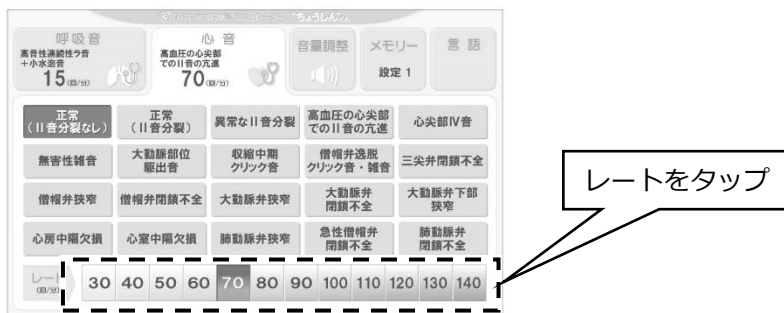 "ちょうしんくん
呼吸音
高音性連続性ラ音
+小水泡音
15(回/分)
心音
高血圧の心尖部
でのII音の亢進
70(回/分)
音量調整
メモリー
設定 1
言語
正常
(II音分裂なし)
正常
(II音分裂)
異常なII音分裂
高血圧の心尖部
でのII音の亢進
心尖部IV音
無害性雑音
大動脈部位
駆出音
収縮中期
クリック音
僧帽弁逸脱
クリック音・雑音
三尖弁閉鎖不全
僧帽弁狭窄
僧帽弁閉鎖不全
大動脈弁狭窄
大動脈弁
閉鎖不全
大動脈弁下部
狭窄
心房中隔欠損
心室中隔欠損
肺動脈弁狭窄
急性僧帽弁
閉鎖不全
肺動脈弁
閉鎖不全
レート
(回/分)
30 40 50 60 70 80 90 100 110 120 130 140
レートをタップ